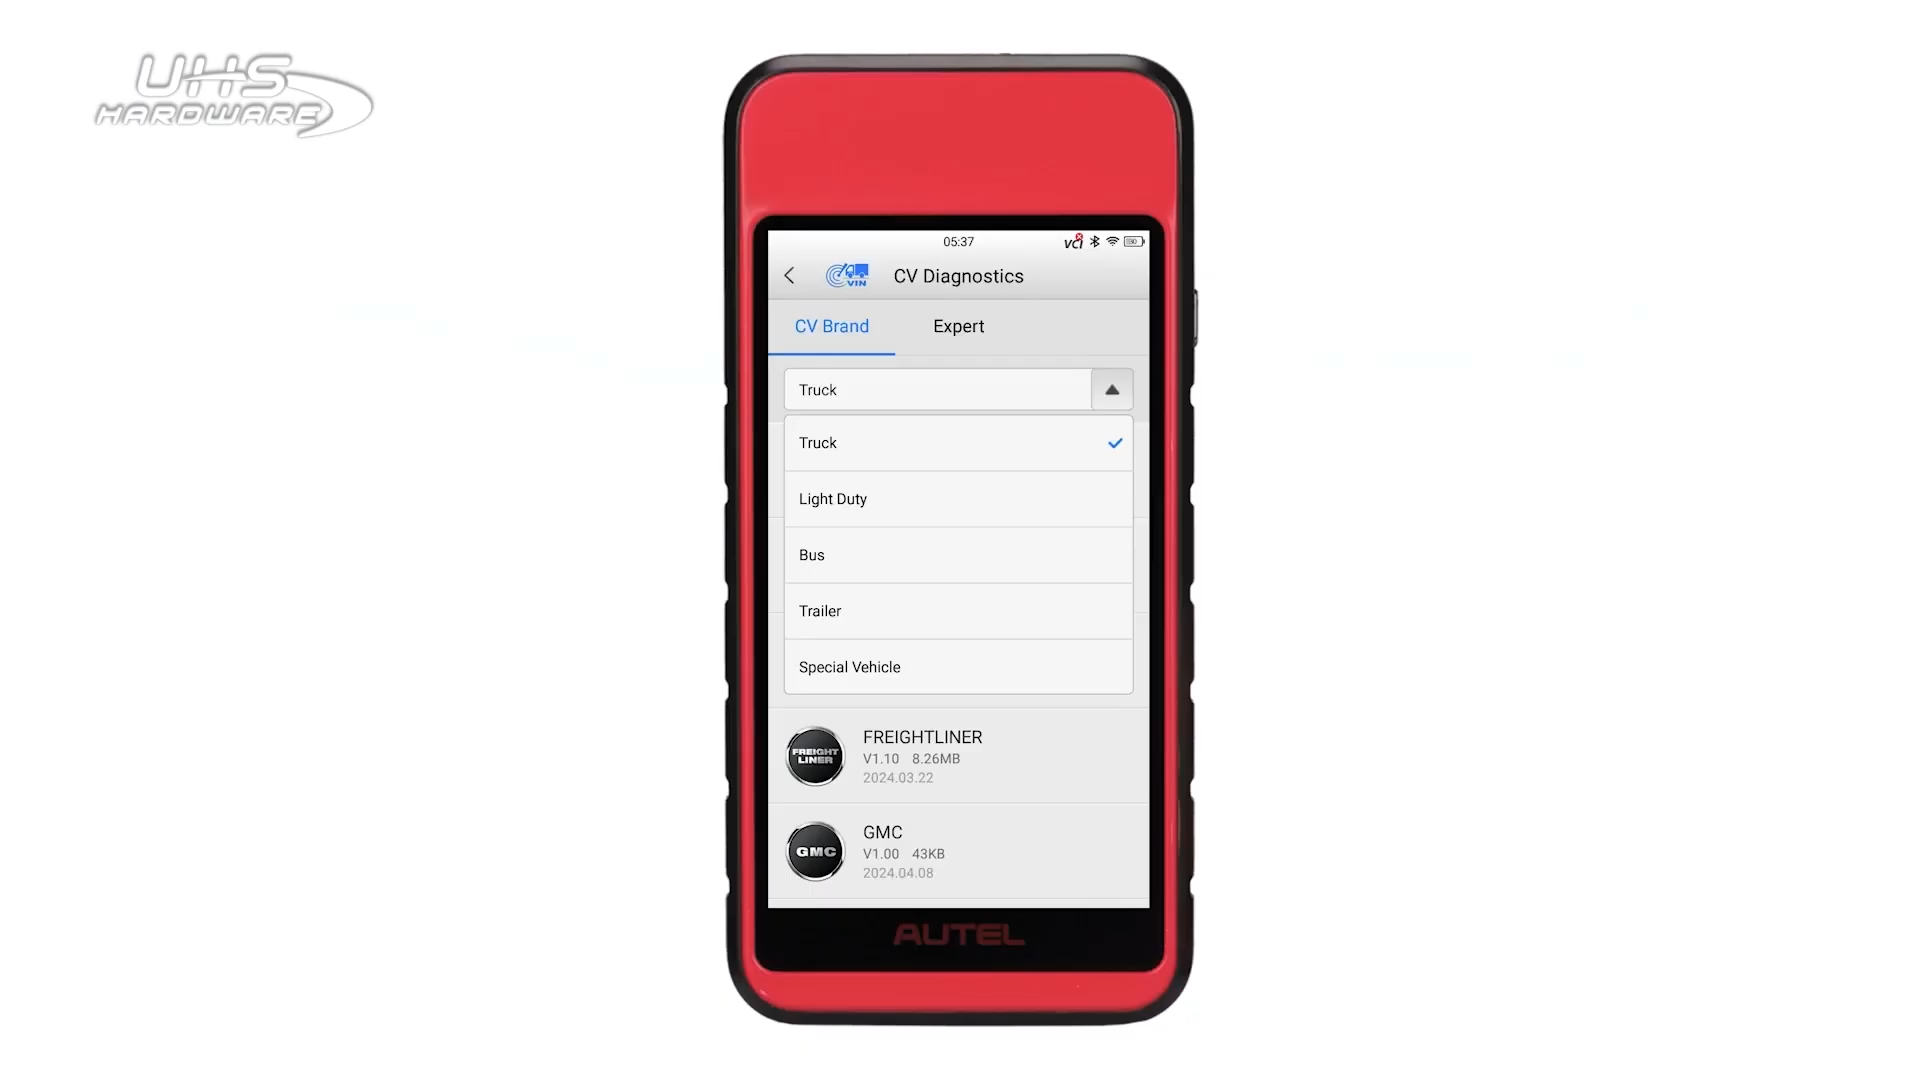 UHS
HARDWARE
05:37
VCI
VIN
CV Diagnostics
CV Brand
Expert
Truck
Truck
Light Duty
Bus
Trailer
Special Vehicle
FREIGHT
LINER
FREIGHTLINER
V1.10 8.26MB
2024.03.22
GMC
GMC
V1.00 43KB
2024.04.08
AUTEL